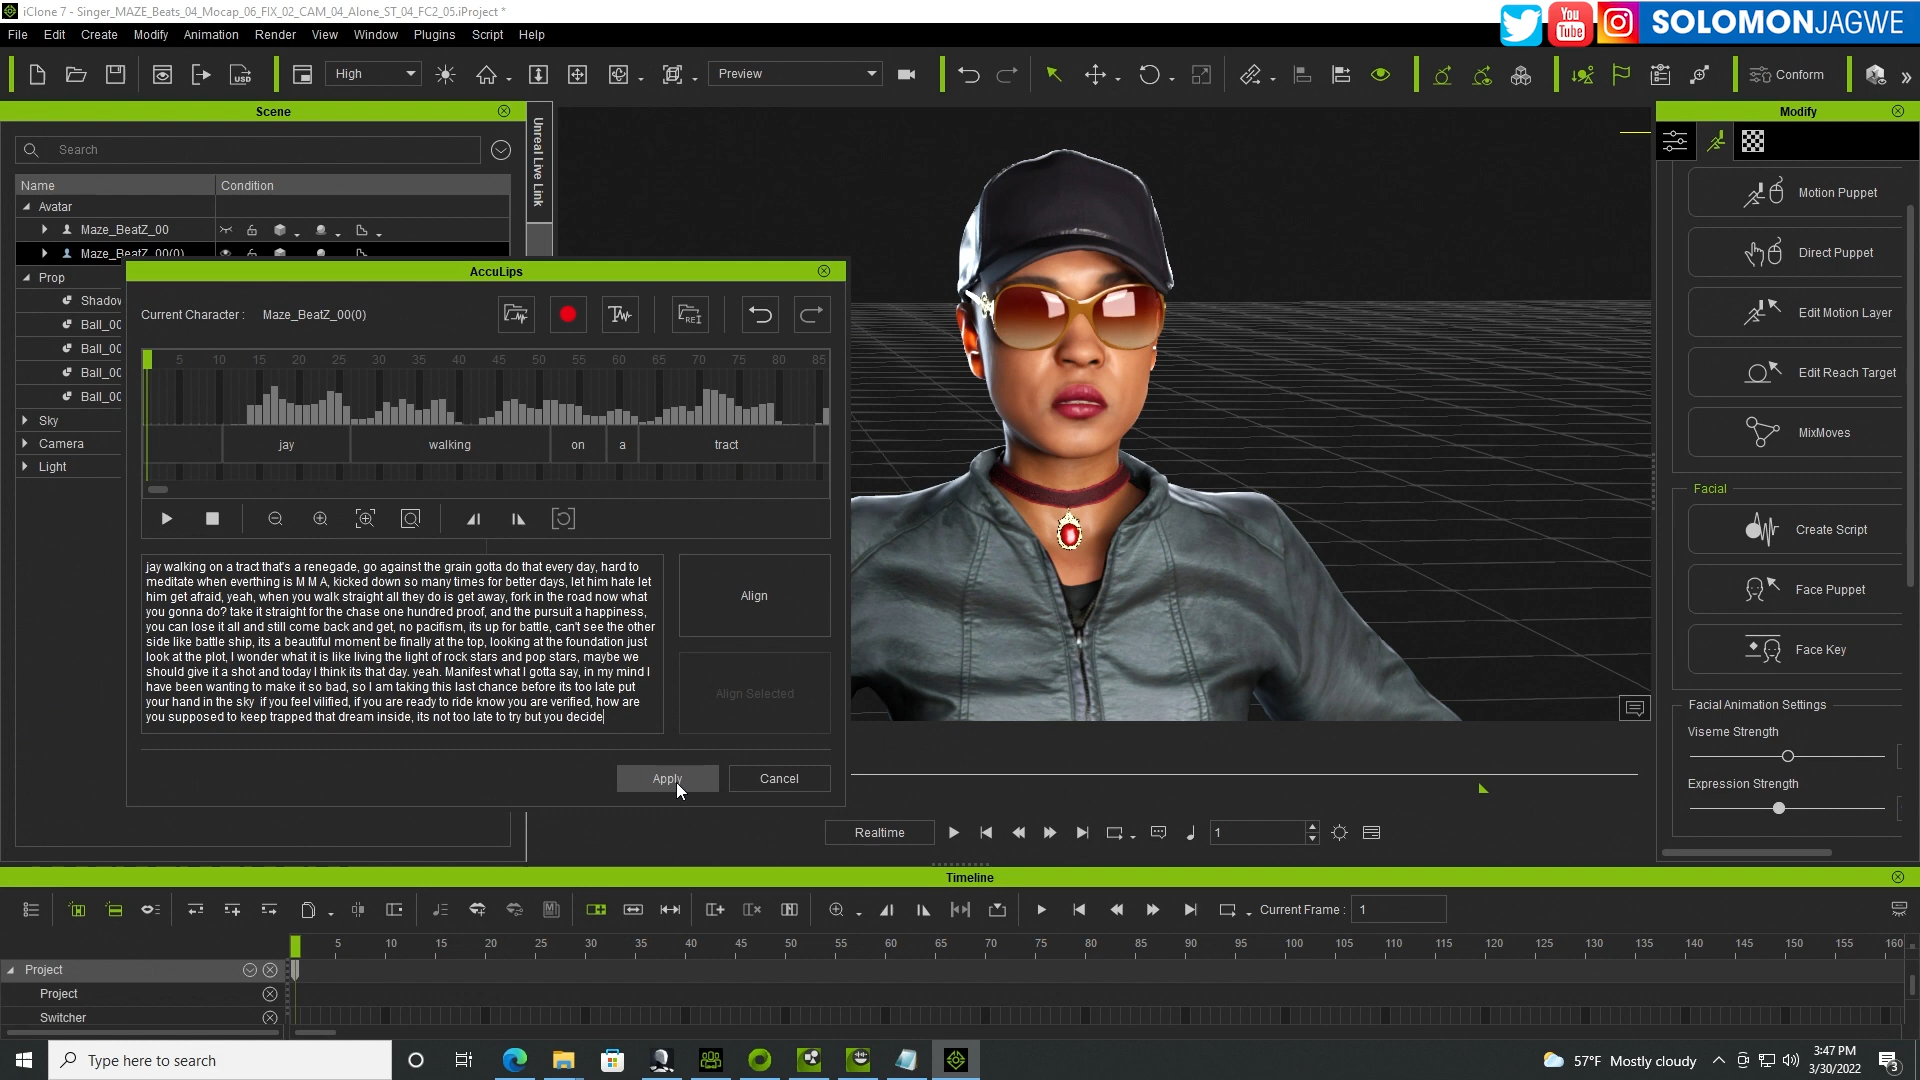 iClone 7 - Singer_MAZE_Beats_04_Mocap_06_FIX_02_CAM_04_Alone_ST_04_FC2_05.iProject *
File Edit Create Modify Animation Render View Window Plugins Script Help
You Tube
SOLOMONJAGWE
USD
High
Preview
Conform
Scene
Modify
Search
Unreal Live Link
Name Condition
Avatar
Maze_BeatZ_00
Maze_BeatZ_00(0)
Prop
Shadow
Ball_00
Ball_00
Ball_00
Ball_00
Sky
Camera
Light
AccuLips
Current Character : Maze_BeatZ_00(0)
5 10 15 20 25 30 35 40 45 50 55 60 65 70 75 80 85
jay walking on a tract
jay walking on a tract that's a renegade, go against the grain gotta do that every day, hard to
meditate when everthing is M M A, kicked down so many times for better days, let him hate let
him get afraid, yeah, when you walk straight all they do is get away, fork in the road now what
you gonna do? take it straight for the chase one hundred proof, and the pursuit a happiness,
you can lose it all and still come back and get, no pacifisn, its up for battle, can't see the other
side like battle ship, its a beautiful moment be finally at the top, looking at the foundation just
look at the plot, I wonder what it is like living the light of rock stars and pop stars, maybe we
should give it a shot and today I think its that day. yeah. Manifest what I gotta say, in my mind I
have been wanting to make it so bad, so I am taking this last chance before its too late put
your hand in the sky  if you feel vilified, if you are ready to ride know you are verified, how are
you supposed to keep trapped that dream inside, its not too late to try but you decide
Align
Align Selected
Apply
Cancel
Motion Puppet
Direct Puppet
Edit Motion Layer
Edit Reach Target
MixMoves
Facial
Create Script
Face Puppet
Face Key
Facial Animation Settings
Viseme Strength
Expression Strength
Realtime
1
Timeline
Current Frame : 1
5 10 15 20 25 30 35 40 45 50 55 60 65 70 75 80 85 90 95 100 105 110 115 120 125 130 135 140 145 150 155 160
Project
Project
Switcher
Type here to search
57°F Mostly cloudy
3:47 PM
3/30/2022
3